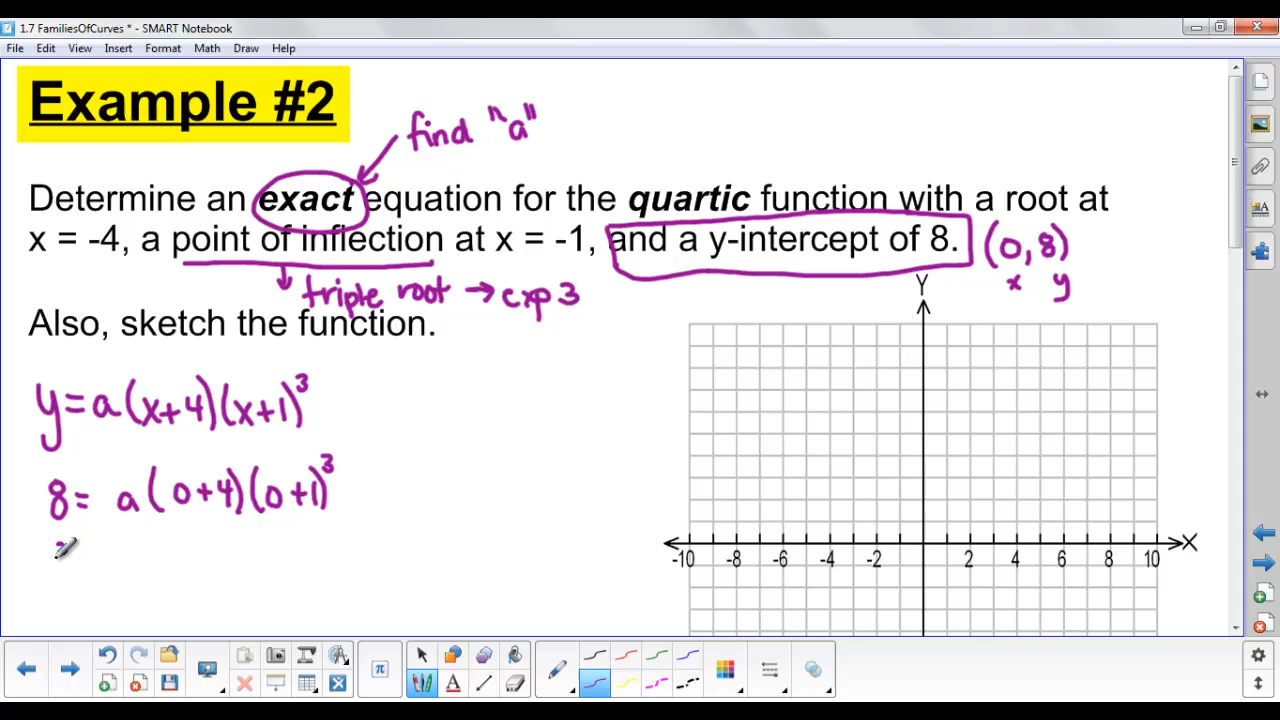 1.7 FamiliesOfCurves * - SMART Notebook
File Edit View Insert Format Math Draw Help
Example #2
find "a"
Determine an exact equation for the quartic function with a root at
x = -4, a point of inflection at x = -1, and a y-intercept of 8. (0,8)
x y
triple root → exp 3
Also, sketch the function.
Y
y=a(x+4)(x+1)³
8= a(0+4)(0+1)³
X
-10 -8 -6 -4 -2 2 4 6 8 10